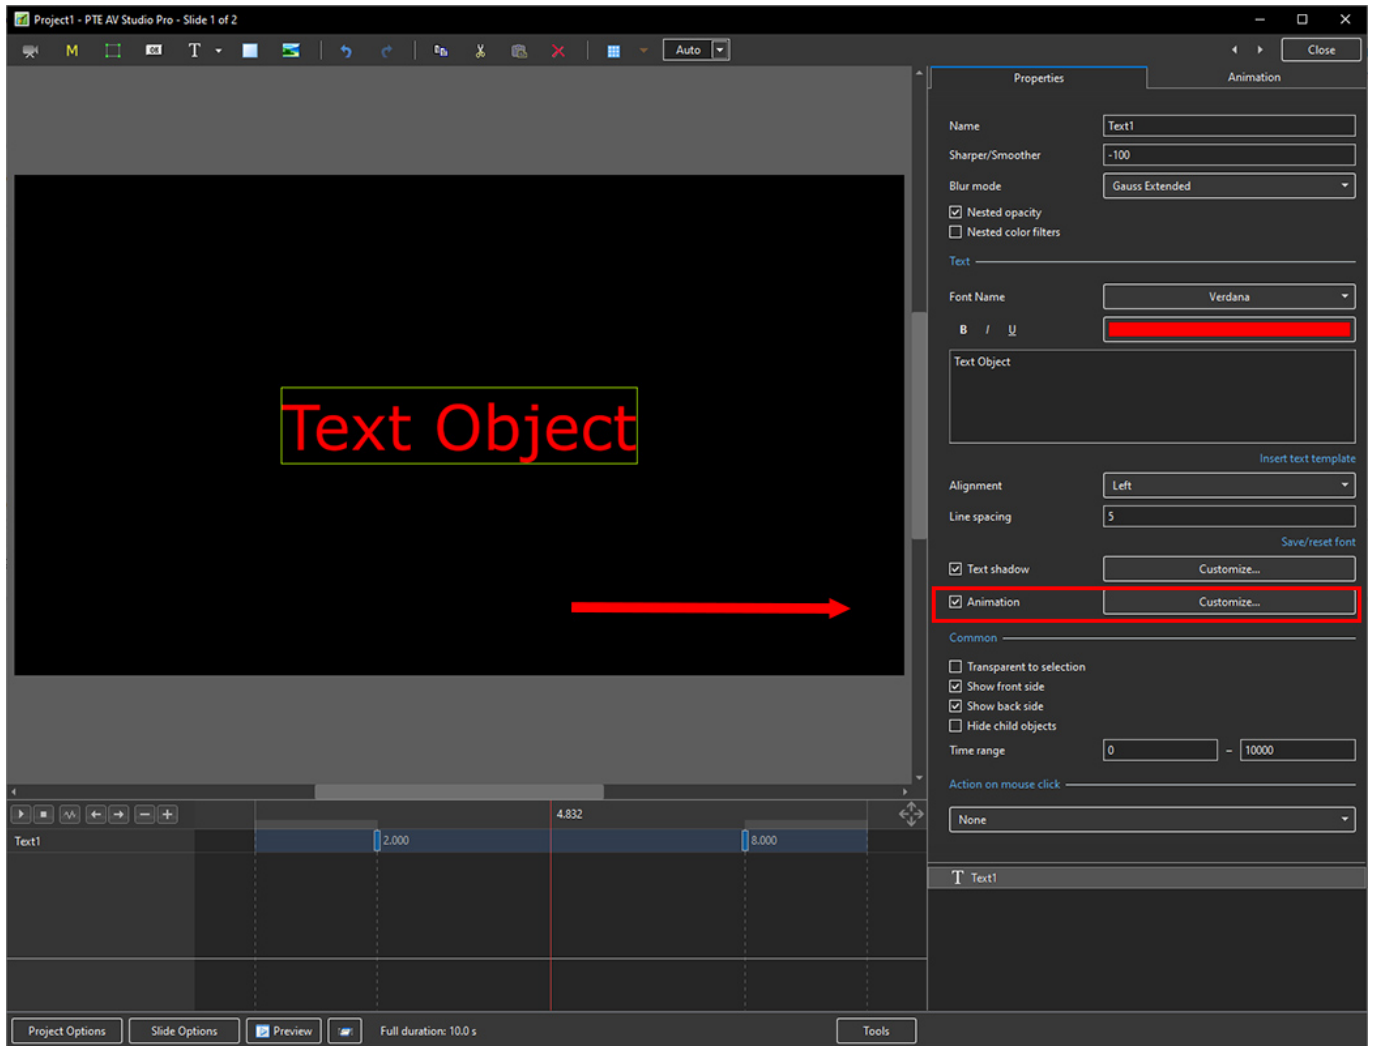 Project1 - PTE AV Studio Pro - Slide 1 of 2
M OK T Auto Close
Properties Animation
Name Text1
Sharper/Smoother -100
Blur mode Gauss Extended
Nested opacity
Nested color filters
Text
Font Name Verdana
B I U
Text Object
Text Object
Insert text template
Alignment Left
Line spacing 5
Save/reset font
Text shadow Customize...
Animation Customize...
Common
Transparent to selection
Show front side
Show back side
Hide child objects
Time range 0 - 10000
Action on mouse click
None
4.832
Text1 2.000 8.000
T Text1
Project Options Slide Options Preview Full duration: 10.0 s Tools